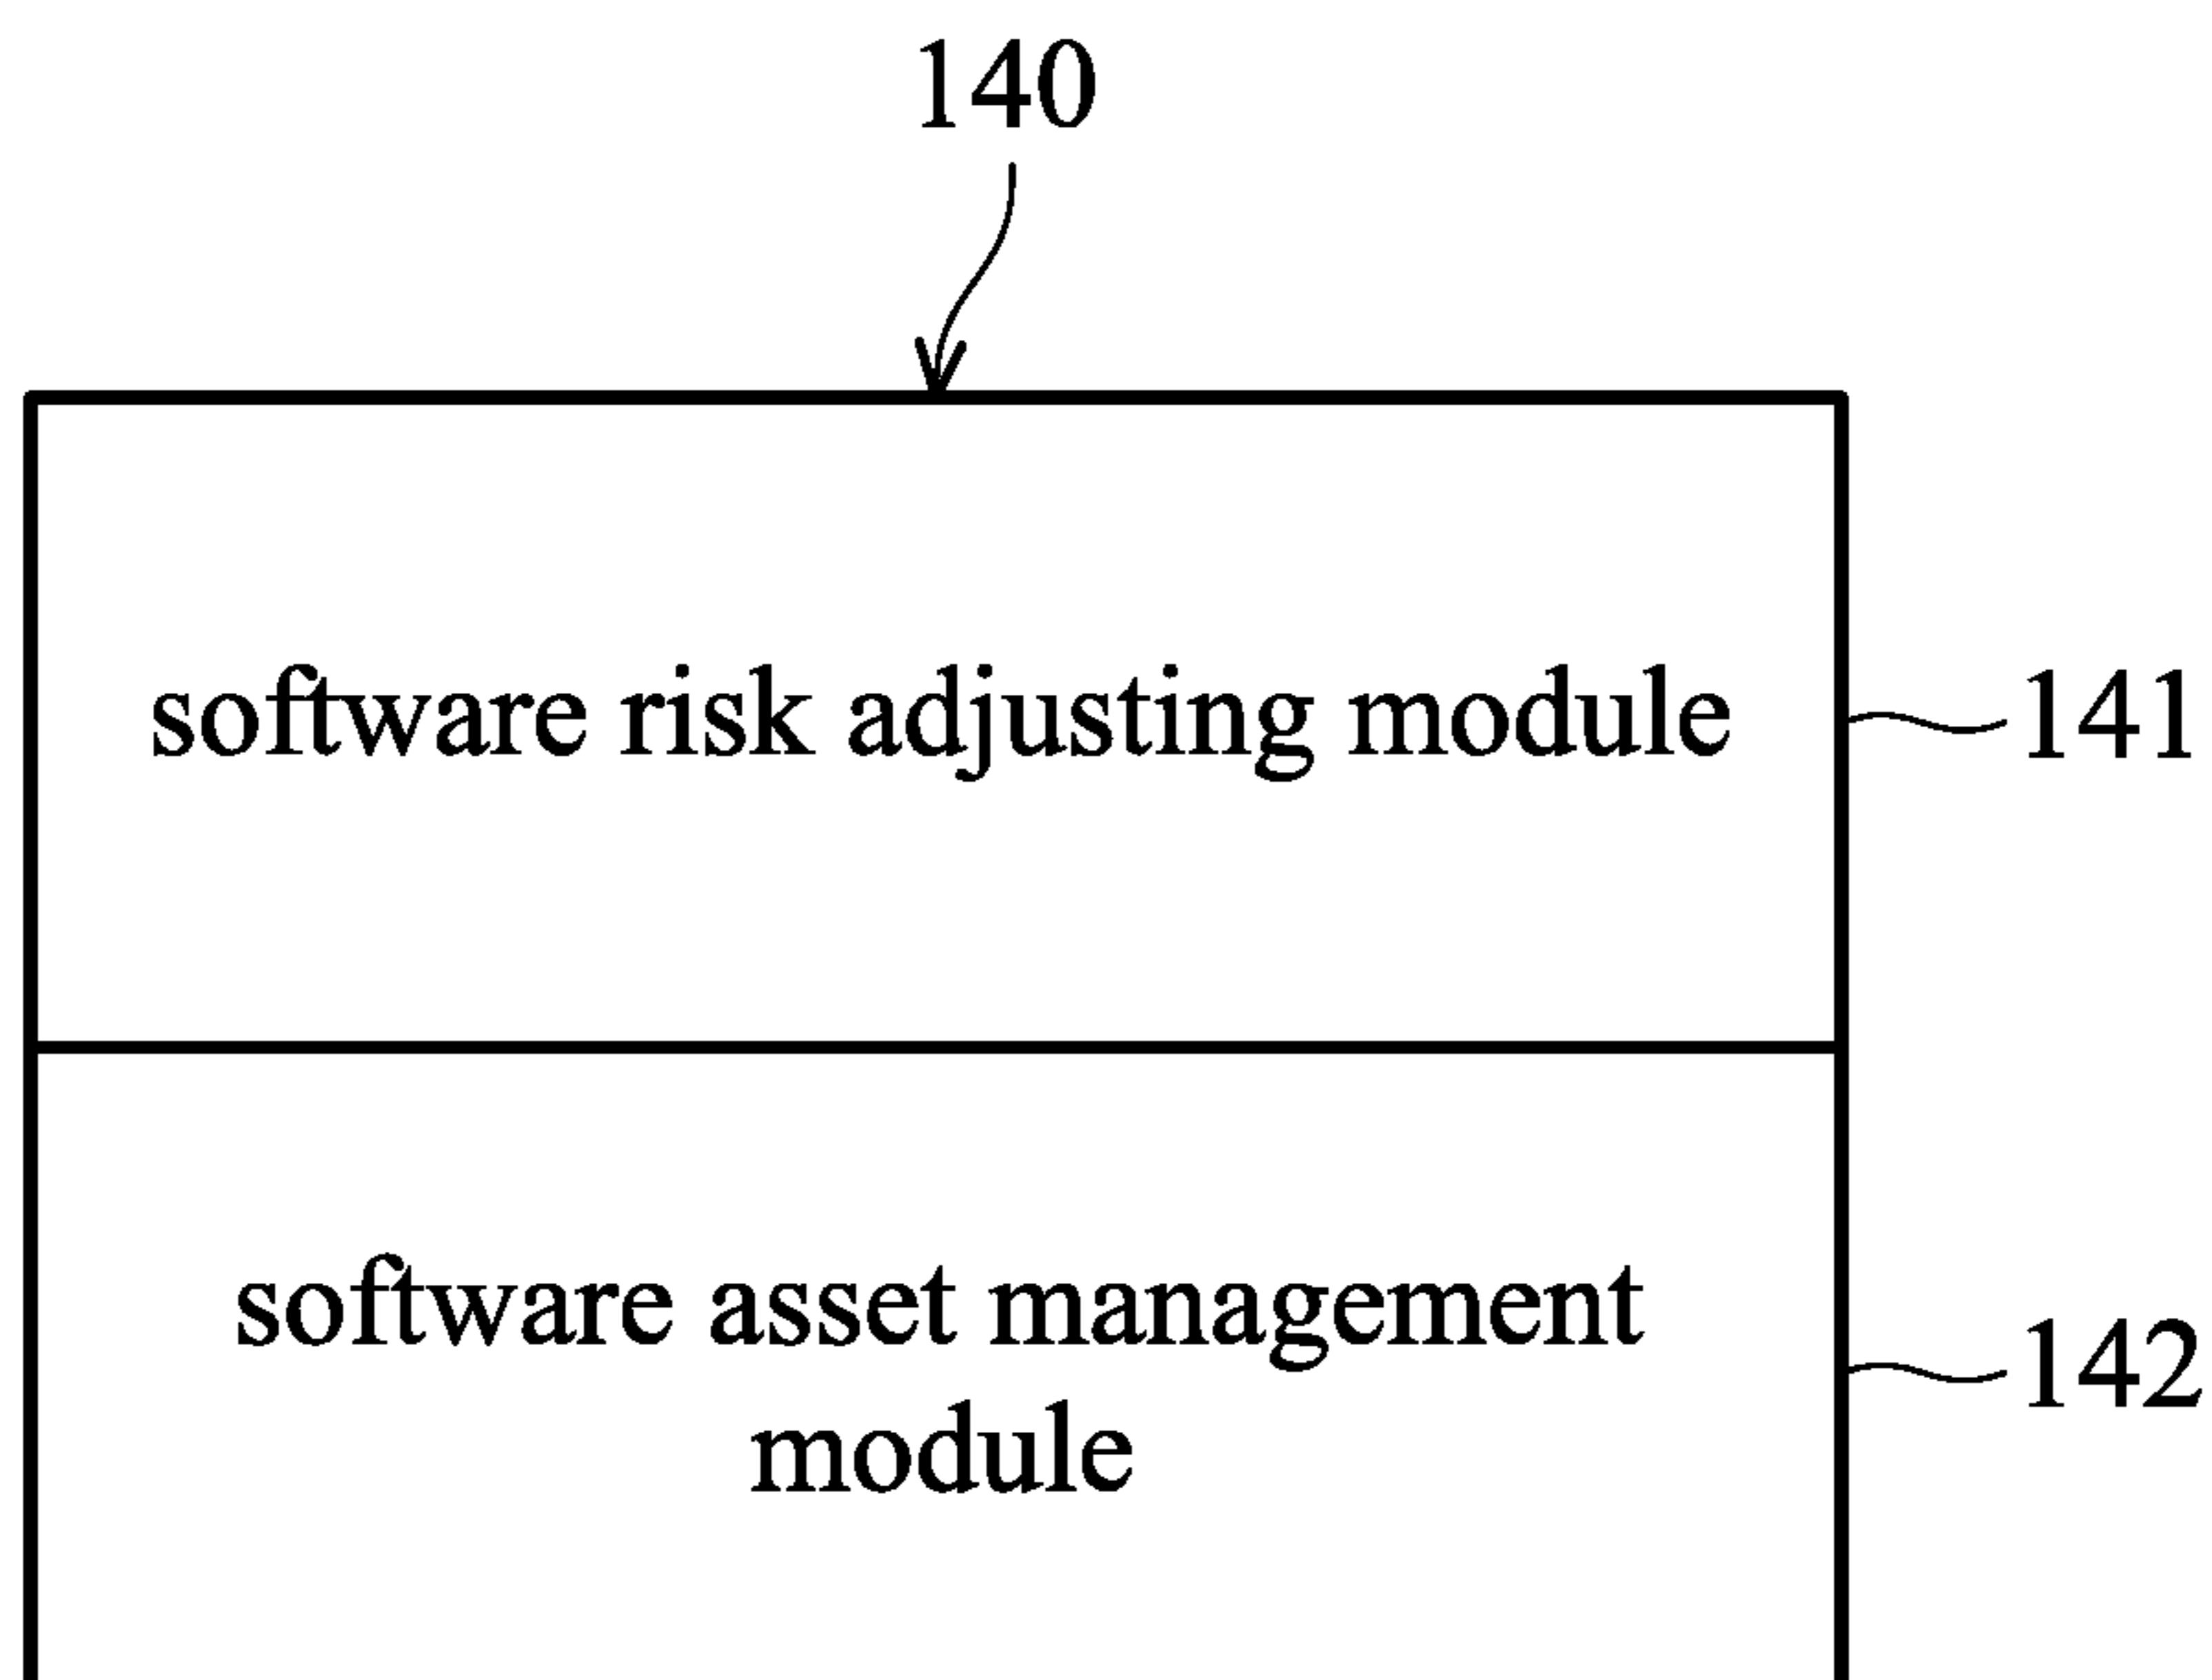 140
software risk adjusting module
141
software asset management
module
142